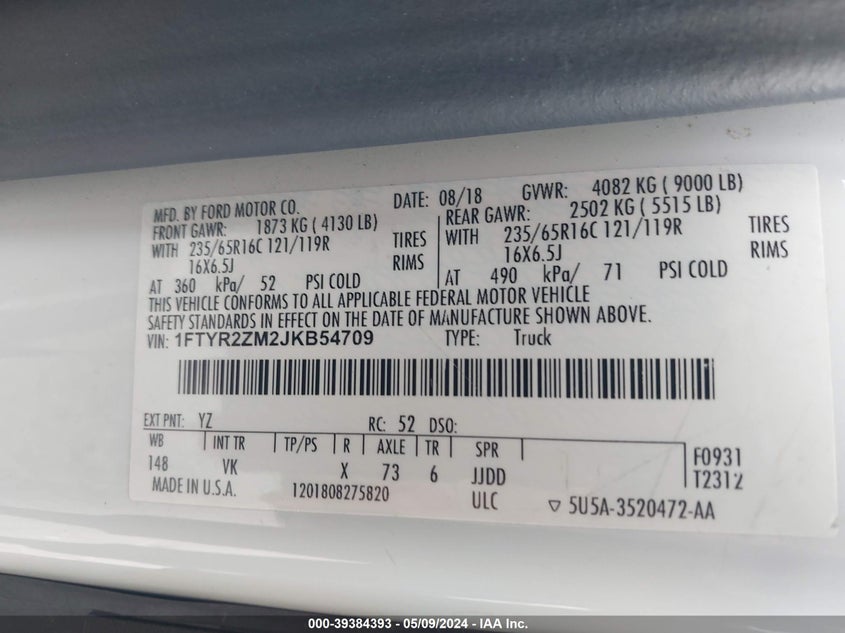 MFD. BY FORD MOTOR CO. DATE: 08/18 GVWR: 4082 KG ( 9000 LB)
FRONT GAWR: 1873 KG ( 4130 LB) REAR GAWR: 2502 KG ( 5515 LB)
WITH 235/65R16C 121/119R TIRES WITH 235/65R16C 121/119R TIRES
16X6.5J RIMS 16X6.5J RIMS
AT 360 kPa/ 52 PSI COLD AT 490 kPa/ 71 PSI COLD
THIS VEHICLE CONFORMS TO ALL APPLICABLE FEDERAL MOTOR VEHICLE
SAFETY STANDARDS IN EFFECT ON THE DATE OF MANUFACTURE SHOWN ABOVE.
VIN: 1FTYR2ZM2JKB54709 TYPE: Truck
EXT PNT: YZ RC: 52 DSO:
WB INT TR TP/PS R AXLE TR SPR F0931
148 VK X 73 6 JJDD T2312
MADE IN U.S.A. 1201808275820 ULC ▽ 5U5A-3520472-AA
000-39384393 - 05/09/2024 - IAA Inc.